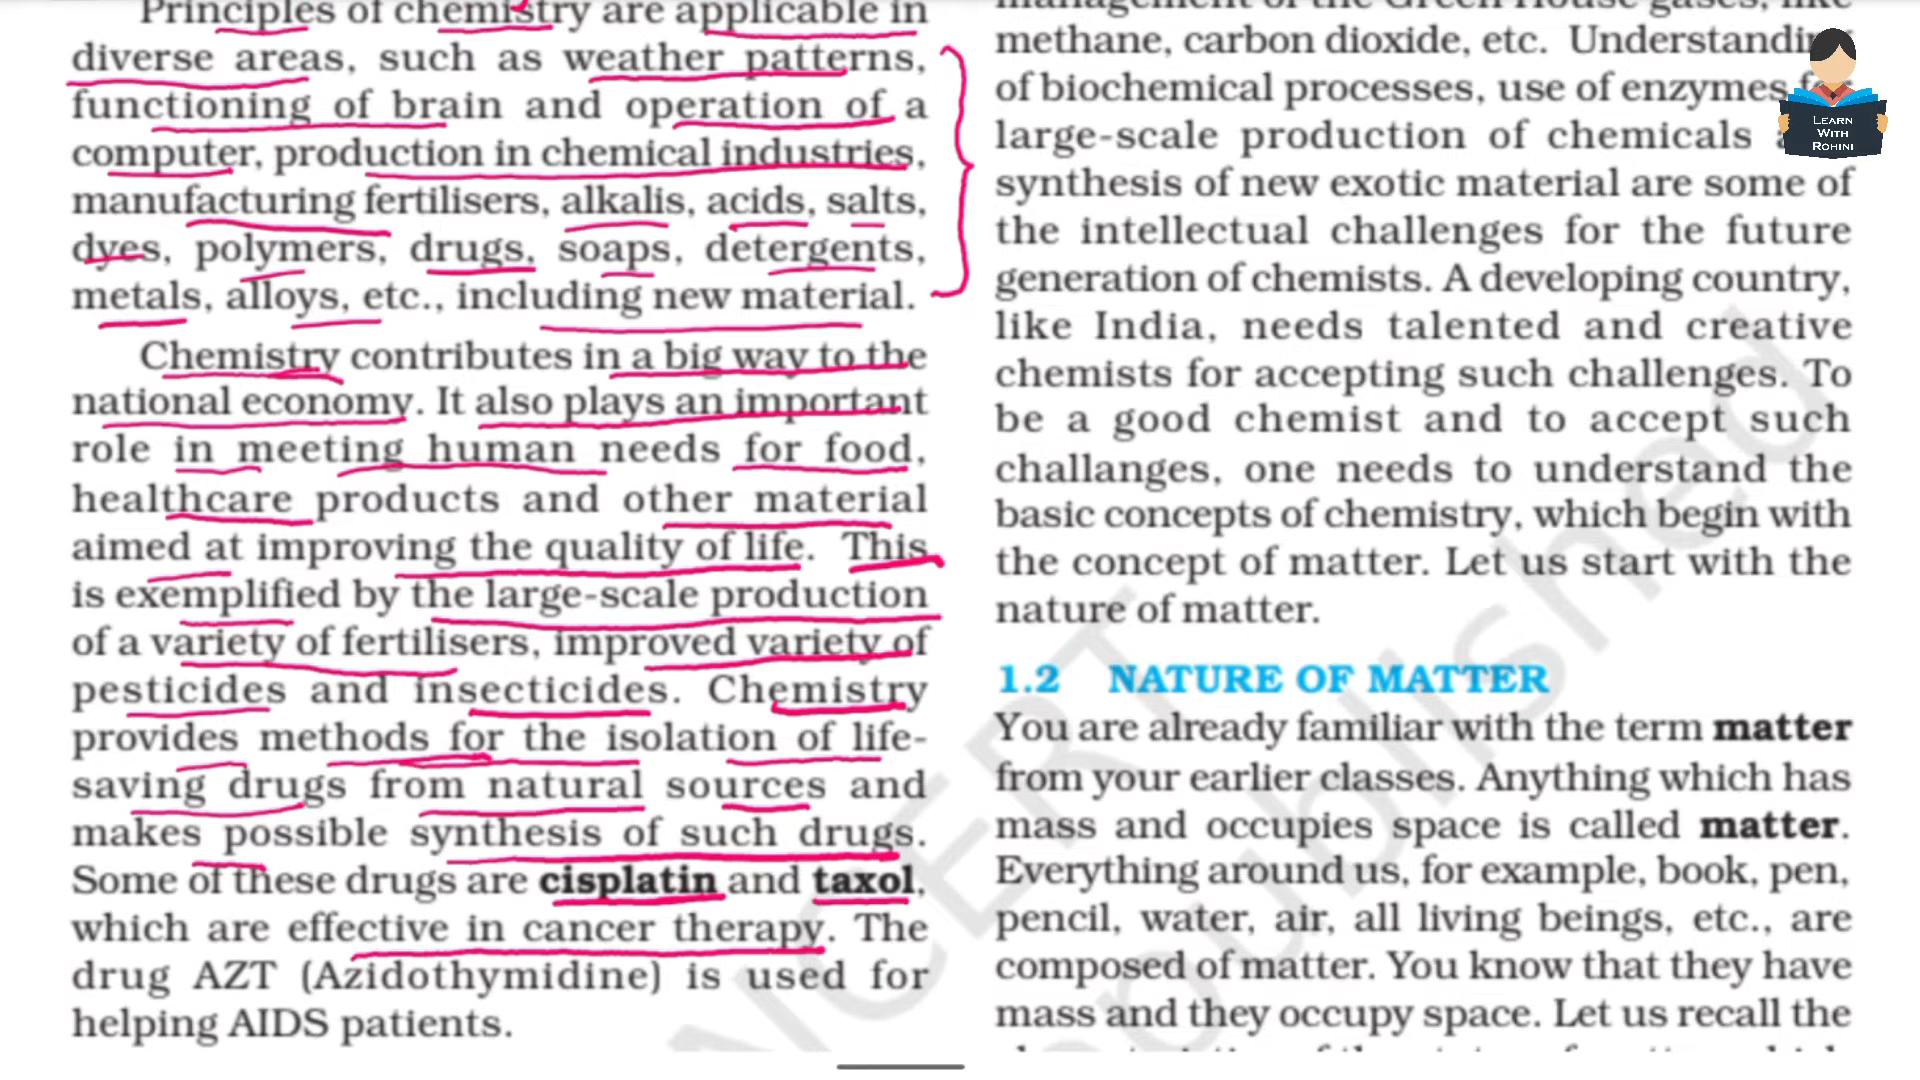 Principles of chemistry are applicable in
diverse areas, such as weather patterns,
functioning of brain and operation of a
computer, production in chemical industries,
manufacturing fertilisers, alkalis, acids, salts,
dyes, polymers, drugs, soaps, detergents,
metals, alloys, etc., including new material.
Chemistry contributes in a big way to the
national economy. It also plays an important
role in meeting human needs for food,
healthcare products and other material
aimed at improving the quality of life. This
is exemplified by the large-scale production
of a variety of fertilisers, improved variety of
pesticides and insecticides. Chemistry
provides methods for the isolation of life-
saving drugs from natural sources and
makes possible synthesis of such drugs.
Some of these drugs are cisplatin and taxol,
which are effective in cancer therapy. The
drug AZT (Azidothymidine) is used for
helping AIDS patients.
management of the Green House gases, like
methane, carbon dioxide, etc. Understanding
of biochemical processes, use of enzymes
large-scale production of chemicals
synthesis of new exotic material are some of
the intellectual challenges for the future
generation of chemists. A developing country,
like India, needs talented and creative
chemists for accepting such challenges. To
be a good chemist and to accept such
challanges, one needs to understand the
basic concepts of chemistry, which begin with
the concept of matter. Let us start with the
nature of matter.
1.2 NATURE OF MATTER
You are already familiar with the term matter
from your earlier classes. Anything which has
mass and occupies space is called matter.
Everything around us, for example, book, pen,
pencil, water, air, all living beings, etc., are
composed of matter. You know that they have
mass and they occupy space. Let us recall the
LEARN
WITH
ROHINI
NCERT
published